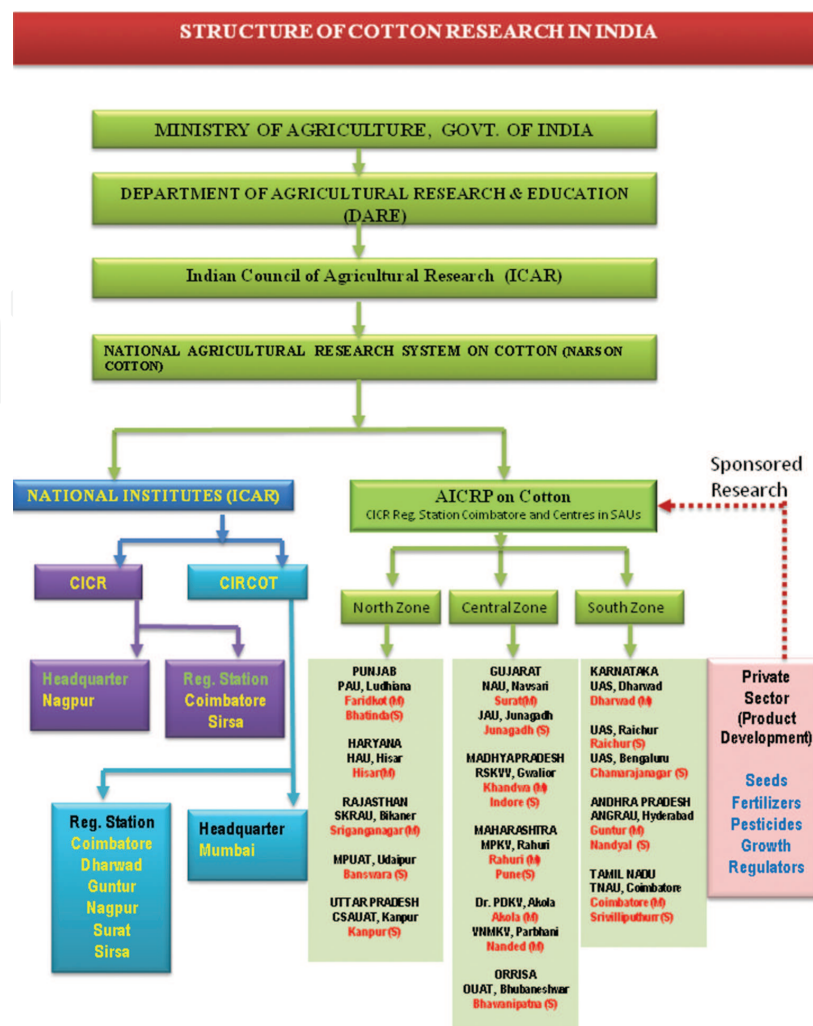 STRUCTURE OF COTTON RESEARCH IN INDIA
MINISTRY OF AGRICULTURE, GOVT. OF INDIA
DEPARTMENT OF AGRICULTURAL RESEARCH & EDUCATION
(DARE)
Indian Council of Agricultural Research (ICAR)
NATIONAL AGRICULTURAL RESEARCH SYSTEM ON COTTON (NARS ON
COTTON)
NATIONAL INSTITUTES (ICAR)
AICRP on Cotton
CICR Reg. Station Coimbatore and Centres in SAUs
Sponsored
Research
CICR
CIRCOT
North Zone
Central Zone
South Zone
Headquarter
Nagpur
Reg. Station
Coimbatore
Sirsa
Reg. Station
Coimbatore
Dharwad
Guntur
Nagpur
Surat
Sirsa
Headquarter
Mumbai
PUNJAB
PAU, Ludhiana
Faridkot (M)
Bhatinda(S)
HARYANA
HAU, Hisar
Hisar(M)
RAJASTHAN
SKRAU, Bikaner
Sriganganagar(M)
MPUAT, Udaipur
Banswara (S)
UTTAR PRADESH
CSAUAT, Kanpur
Kanpur(S)
GUJARAT
NAU, Navsari
Surat(M)
JAU, Junagadh
Junagadh (S)
MADHYAPRADESH
RSKVV, Gwalior
Khandwa (M)
Indore (S)
MAHARASHTRA
MPKV, Rahuri
Rahuri (M)
Pune(S)
Dr. PDKV, Akola
Akola (M)
VNMKV, Parbhani
Nanded (M)
ORRISA
OUAT, Bhubaneshwar
Bhawanipatna (S)
KARNATAKA
UAS, Dharwad
Dharwad (M)
UAS, Raichur
Raichur(S)
UAS, Bengaluru
Chamarajanagar (S)
ANDHRA PRADESH
ANGRAU, Hyderabad
Guntur (M)
Nandyal (S)
TAMIL NADU
TNAU, Coimbatore
Coimbatore (M)
Srivilliputhurr(S)
Private
Sector
(Product
Development)
Seeds
Fertilizers
Pesticides
Growth
Regulators